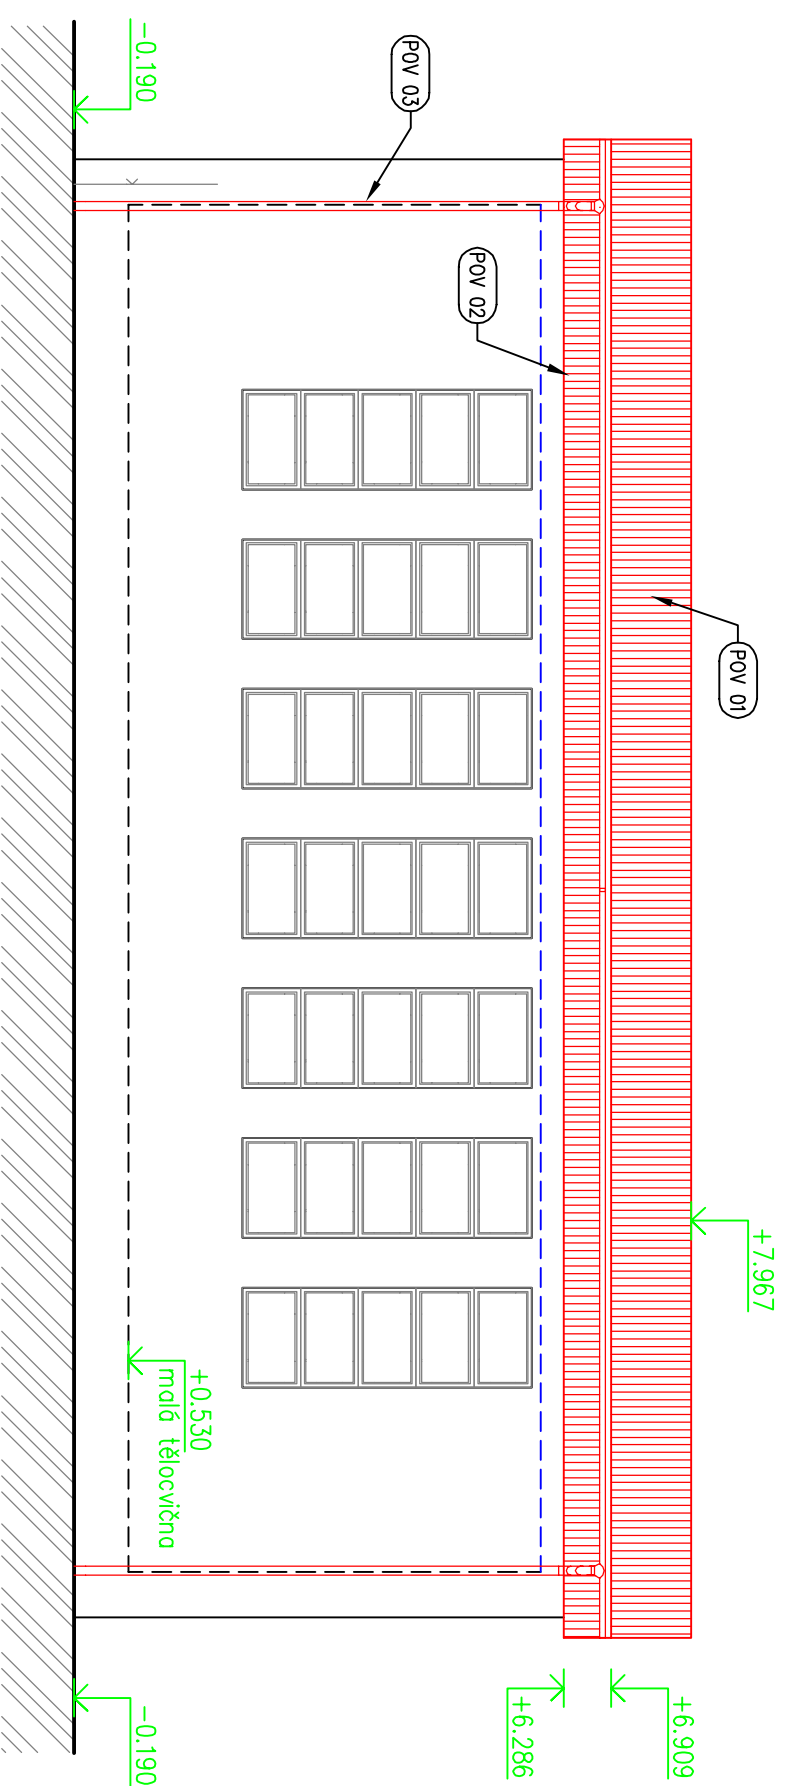 -0.190
POV 03
POV 02
POV 01
+7.967
+0.530
malá tělocvična
+6.909
+6.286
-0.190